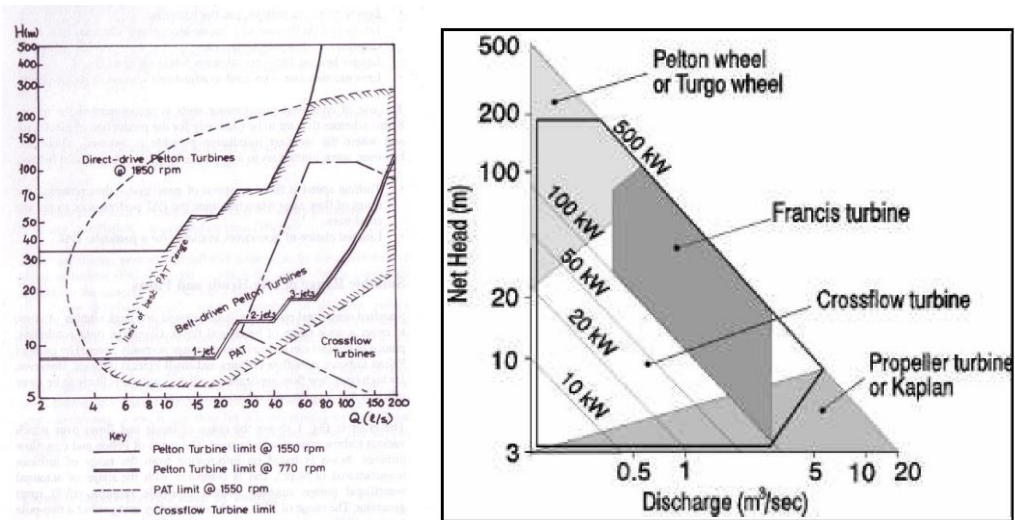 H(m)
500
400
300
200
150
100
70
50
40
30
20
10
5
Direct-drive Pelton Turbines
@ 1550 rpm
limit of best PAT range
Belt-driven Pelton Turbines
3-jets
2-jets
1-jet
PAT
Crossflow
Turbines
2 4 6 8 10 15 20 30 40 60 80 100 150 200
Q (l/s)
Key
Pelton Turbine limit @ 1550 rpm
Pelton Turbine limit @ 770 rpm
PAT limit @ 1550 rpm
Crossflow Turbine limit
500
200
100
20
10
3
Net Head (m)
Pelton wheel
or Turgo wheel
500 kW
100 kW
50 kW
20 kW
10 kW
Francis turbine
Crossflow turbine
Propeller turbine
or Kaplan
0.5 1 5 10 20
Discharge (m³/sec)